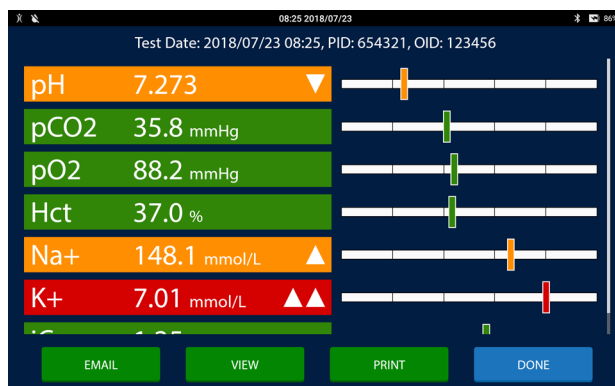 08:25 2018/07/23 86%
Test Date: 2018/07/23 08:25, PID: 654321, OID: 123456
pH 7.273
pCO2 35.8 mmHg
pO2 88.2 mmHg
Hct 37.0 %
Na+ 148.1 mmol/L
K+ 7.01 mmol/L
EMAIL VIEW PRINT DONE